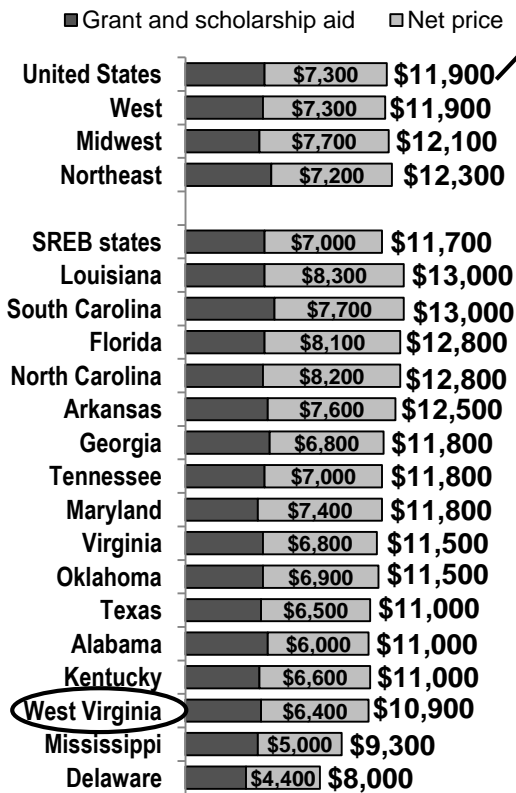 Grant and scholarship aid Net price
United States $7,300 $11,900
West $7,300 $11,900
Midwest $7,700 $12,100
Northeast $7,200 $12,300
SREB states $7,000 $11,700
Louisiana $8,300 $13,000
South Carolina $7,700 $13,000
Florida $8,100 $12,800
North Carolina $8,200 $12,800
Arkansas $7,600 $12,500
Georgia $6,800 $11,800
Tennessee $7,000 $11,800
Maryland $7,400 $11,800
Virginia $6,800 $11,500
Oklahoma $6,900 $11,500
Texas $6,500 $11,000
Alabama $6,000 $11,000
Kentucky $6,600 $11,000
West Virginia $6,400 $10,900
Mississippi $5,000 $9,300
Delaware $4,400 $8,000